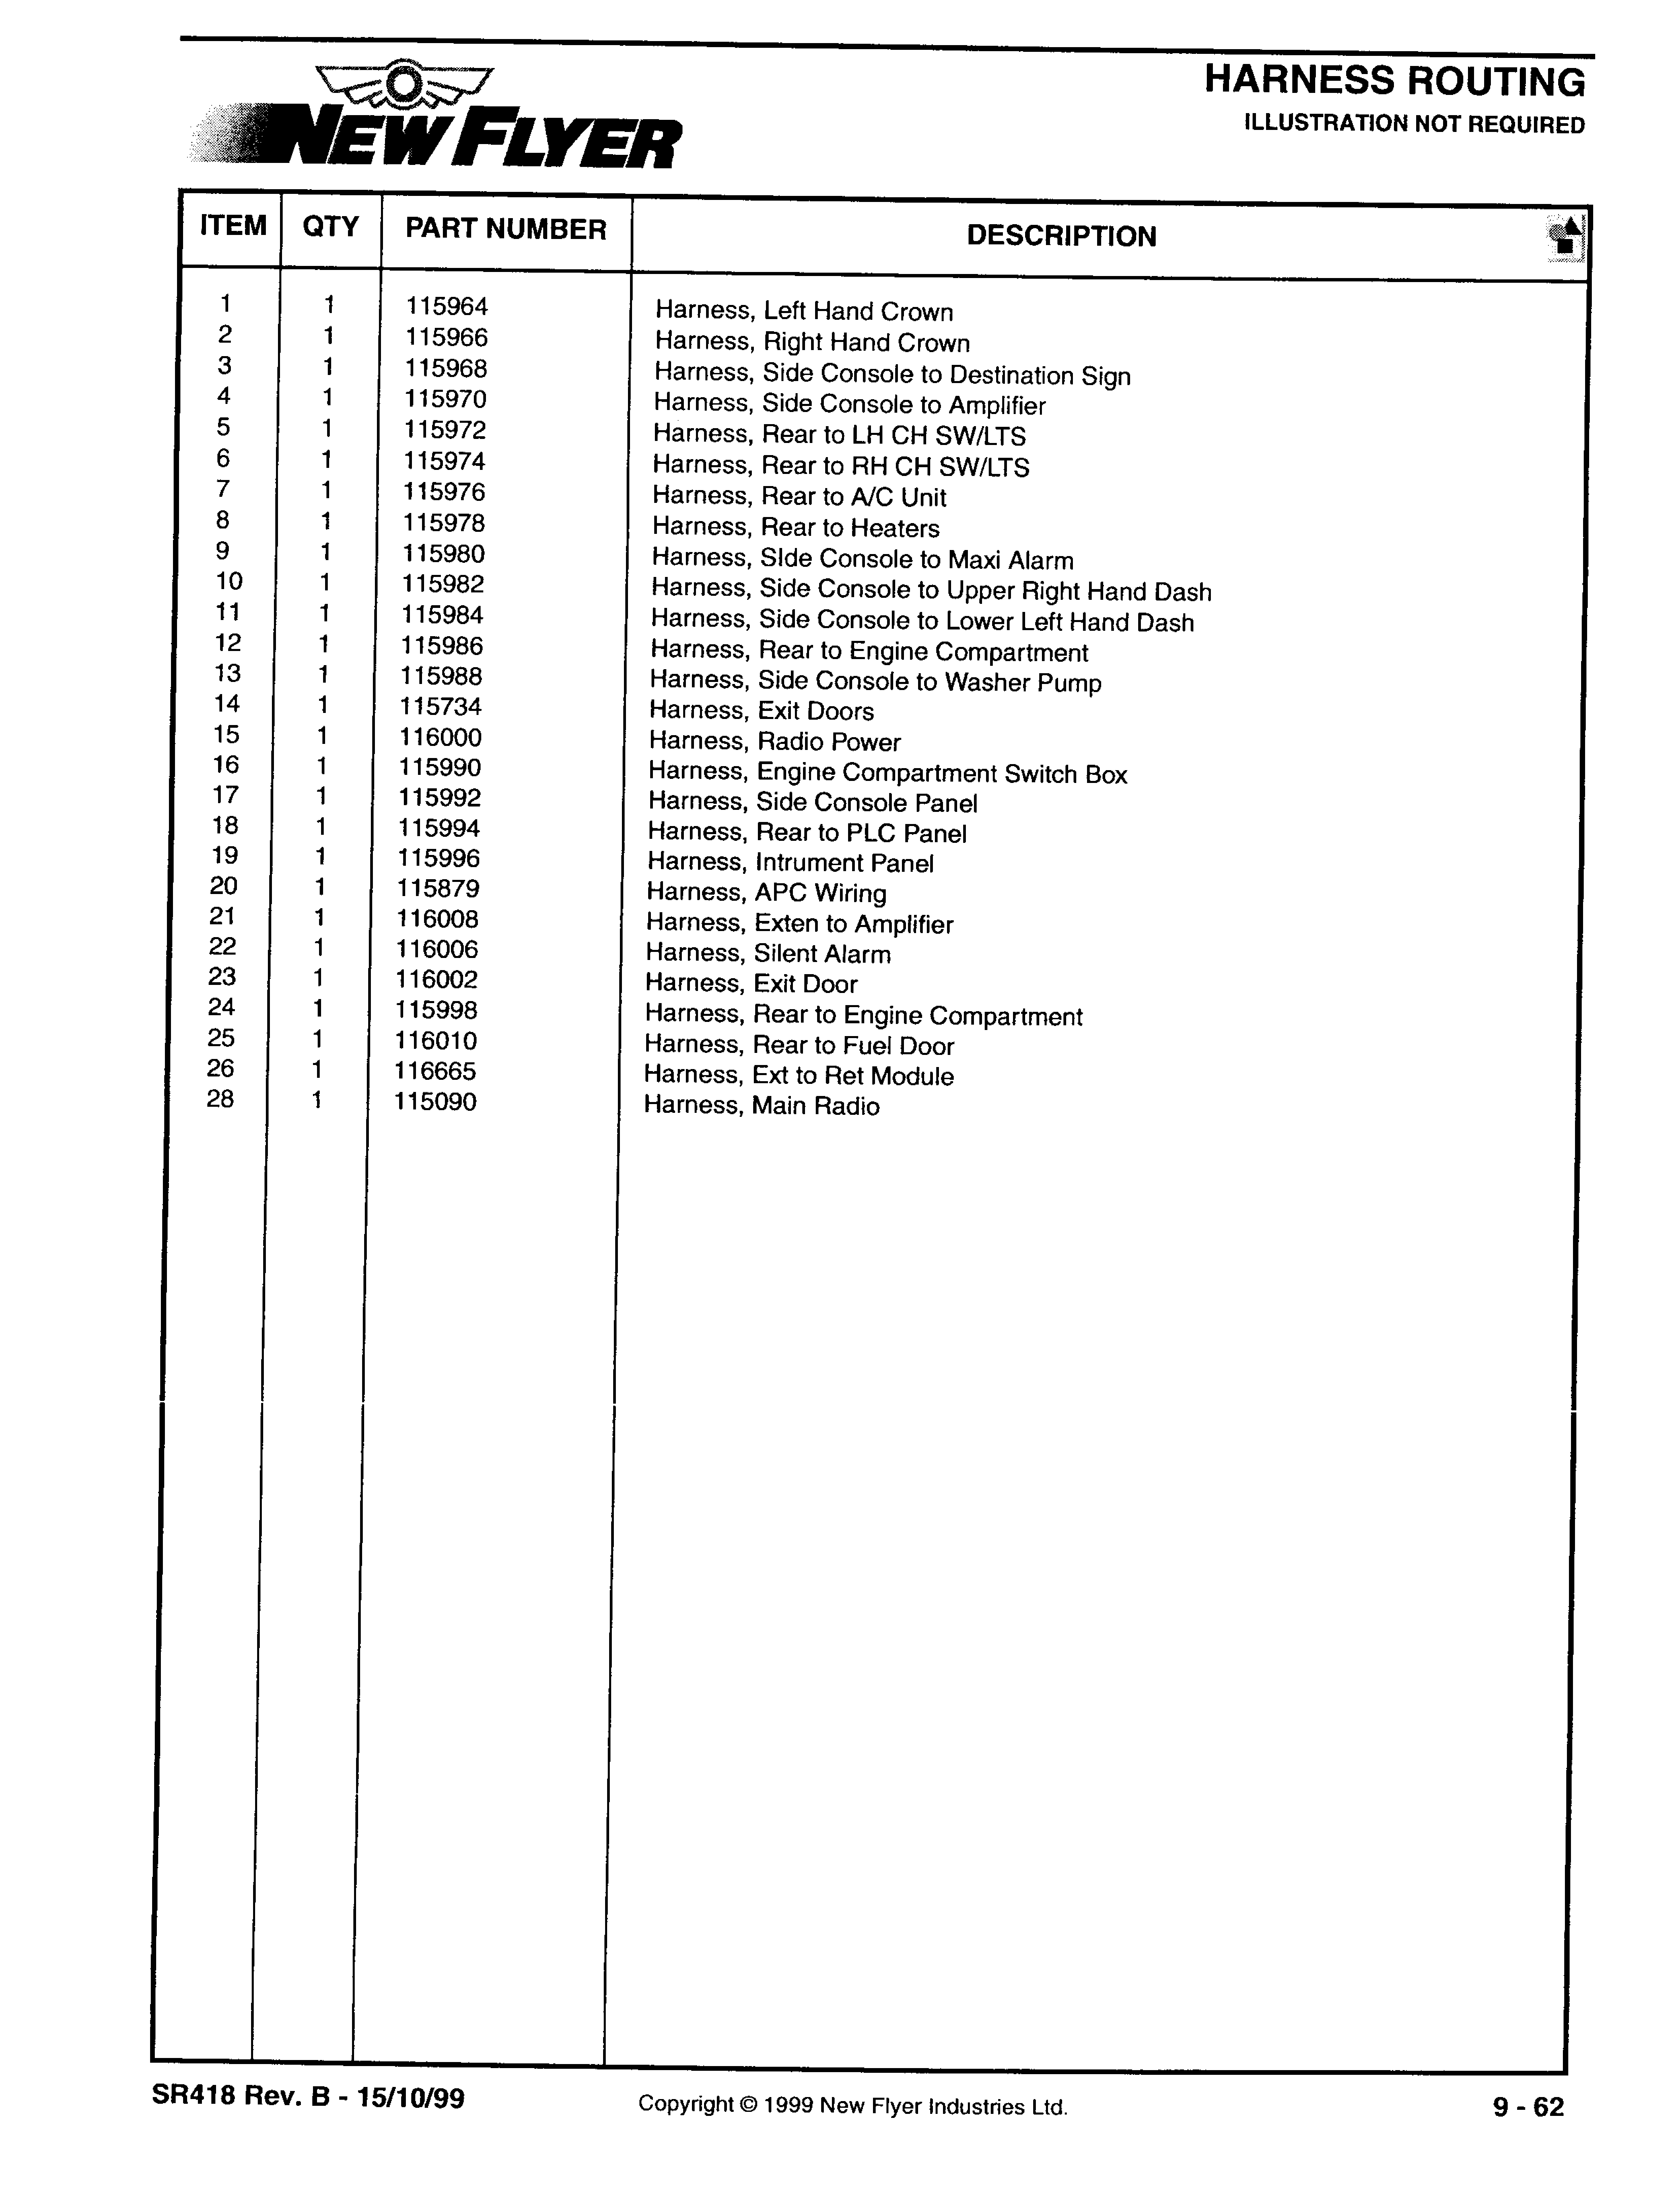 NEW FLYER
HARNESS ROUTING
ILLUSTRATION NOT REQUIRED
ITEM QTY PART NUMBER DESCRIPTION
1 1 115964 Harness, Left Hand Crown
2 1 115966 Harness, Right Hand Crown
3 1 115968 Harness, Side Console to Destination Sign
4 1 115970 Harness, Side Console to Amplifier
5 1 115972 Harness, Rear to LH CH SW/LTS
6 1 115974 Harness, Rear to RH CH SW/LTS
7 1 115976 Harness, Rear to A/C Unit
8 1 115978 Harness, Rear to Heaters
9 1 115980 Harness, SIde Console to Maxi Alarm
10 1 115982 Harness, Side Console to Upper Right Hand Dash
11 1 115984 Harness, Side Console to Lower Left Hand Dash
12 1 115986 Harness, Rear to Engine Compartment
13 1 115988 Harness, Side Console to Washer Pump
14 1 115734 Harness, Exit Doors
15 1 116000 Harness, Radio Power
16 1 115990 Harness, Engine Compartment Switch Box
17 1 115992 Harness, Side Console Panel
18 1 115994 Harness, Rear to PLC Panel
19 1 115996 Harness, Intrument Panel
20 1 115879 Harness, APC Wiring
21 1 116008 Harness, Exten to Amplifier
22 1 116006 Harness, Silent Alarm
23 1 116002 Harness, Exit Door
24 1 115998 Harness, Rear to Engine Compartment
25 1 116010 Harness, Rear to Fuel Door
26 1 116665 Harness, Ext to Ret Module
28 1 115090 Harness, Main Radio
SR418 Rev. B - 15/10/99 Copyright © 1999 New Flyer Industries Ltd. 9 - 62